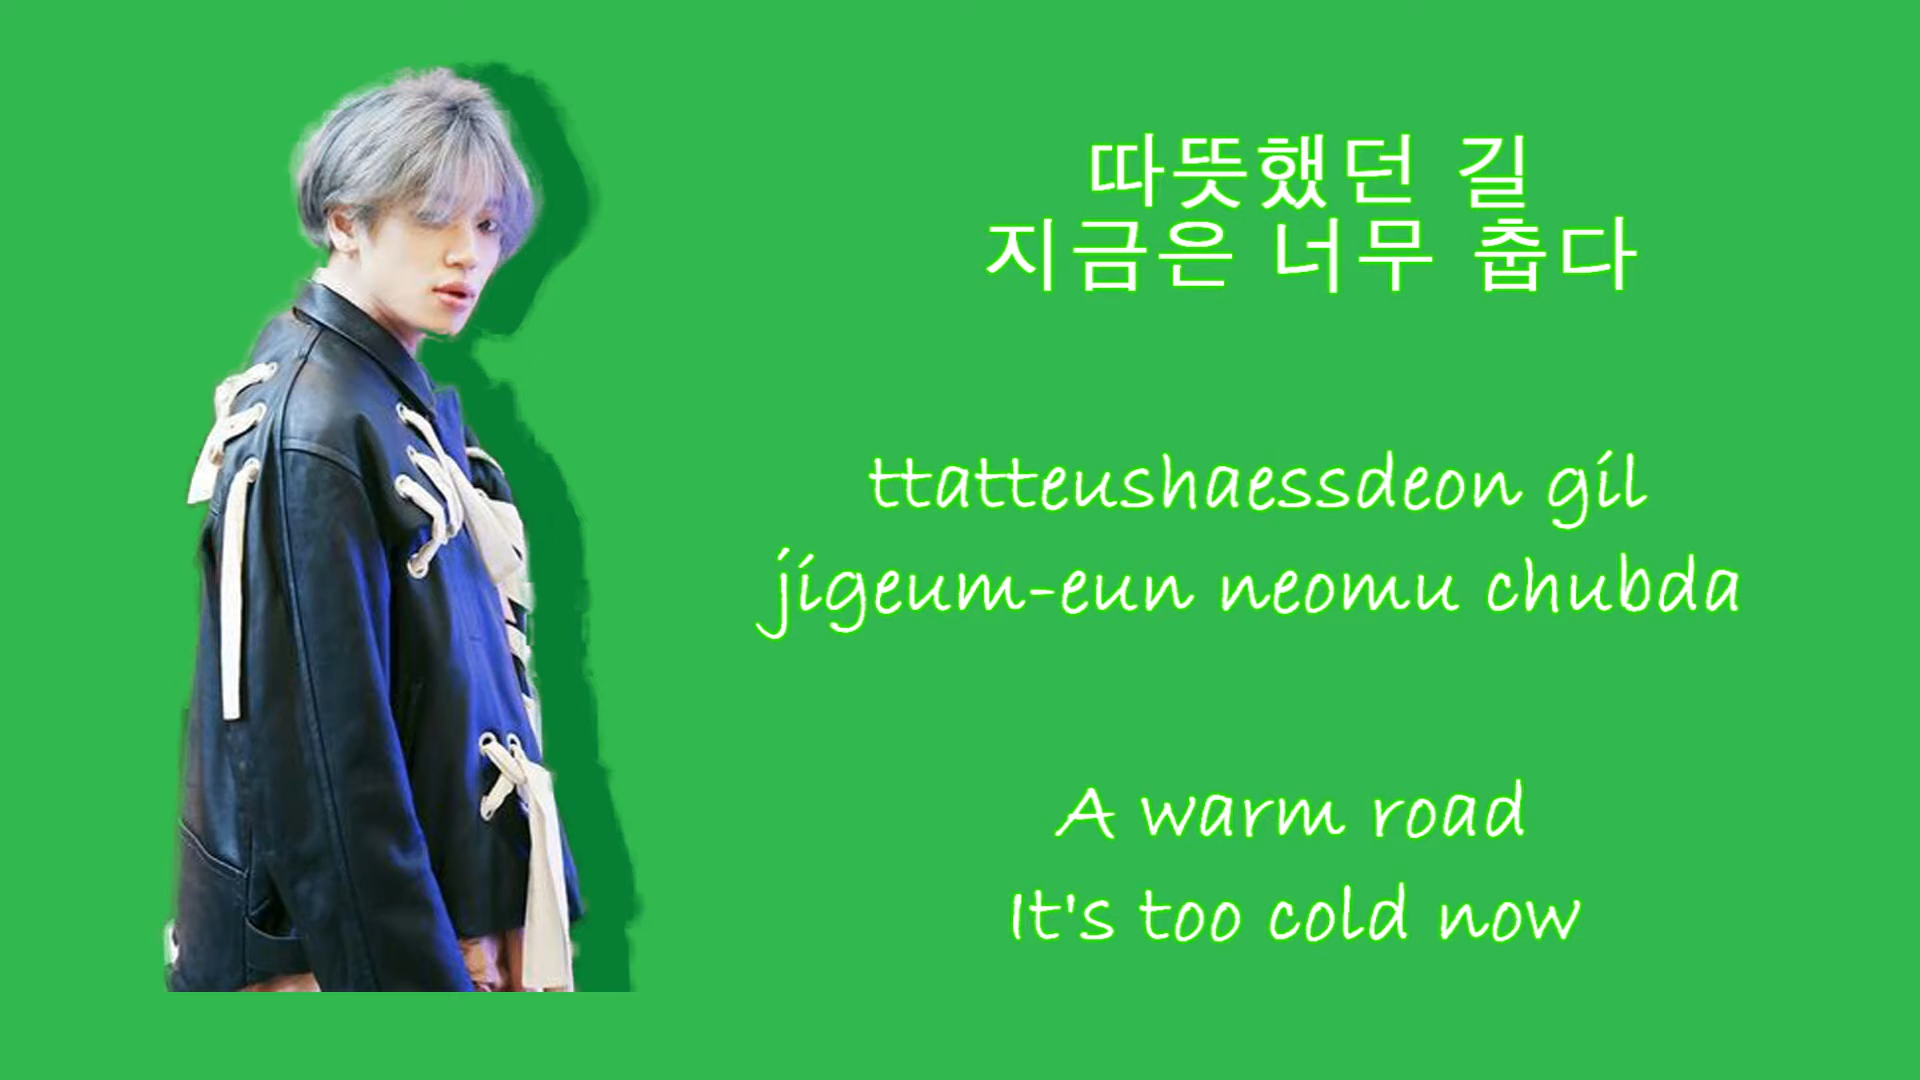 따뜻했던 길
지금은 너무 춥다
ttatteushaessdeon gil
jigeum-eun neomu chubda
A warm road
It's too cold now